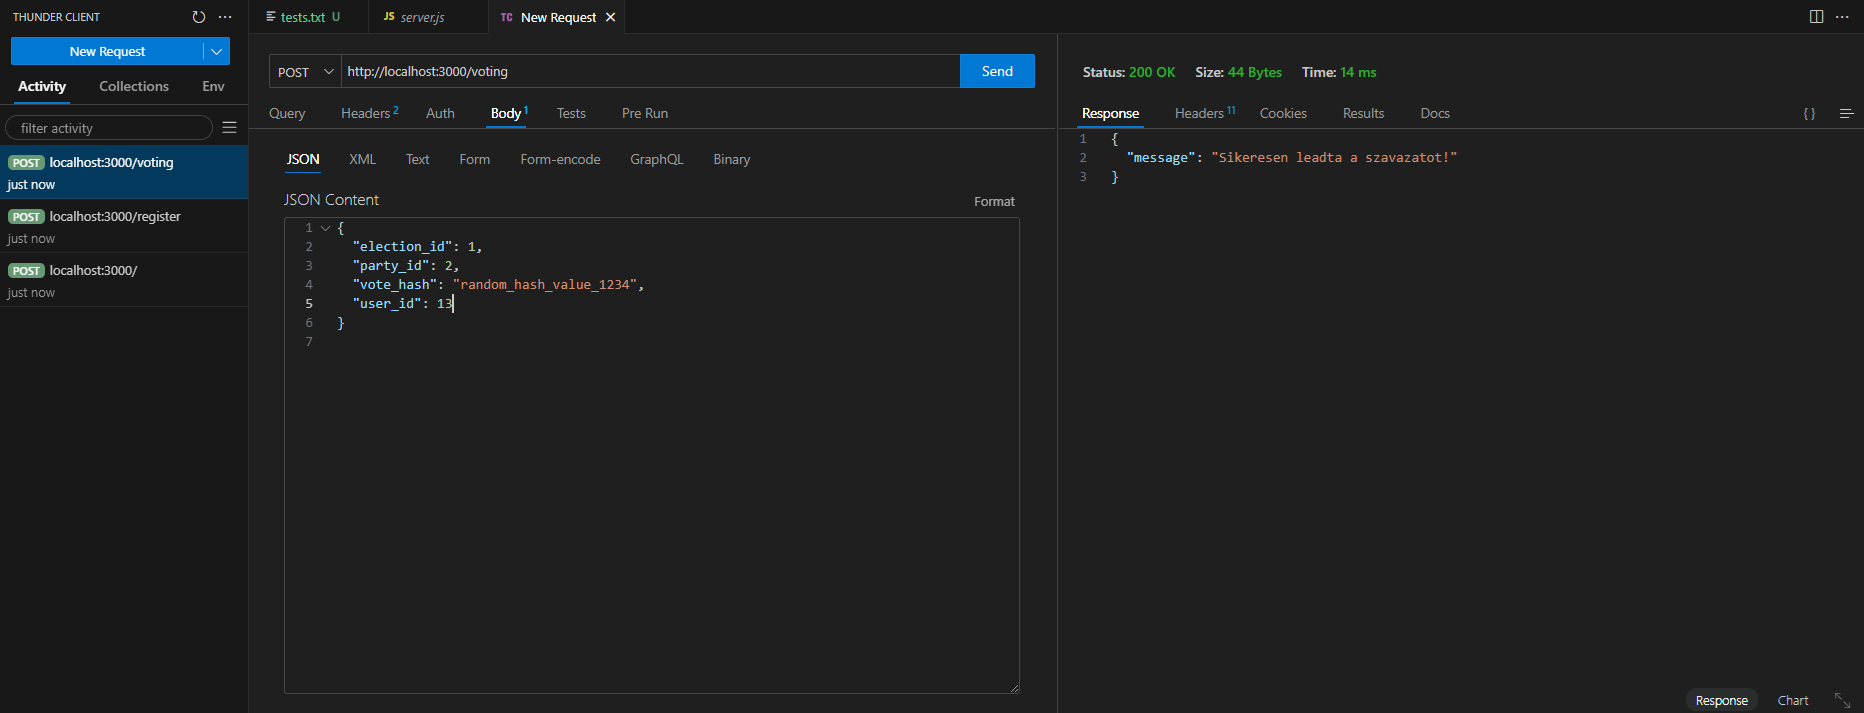 THUNDER CLIENT
New Request
Activity Collections Env
filter activity
POST localhost:3000/voting
just now
POST localhost:3000/register
just now
POST localhost:3000/
just now
tests.txt U
JS server.js
TC New Request
POST http://localhost:3000/voting Send
Query Headers 2 Auth Body 1 Tests Pre Run
JSON XML Text Form Form-encode GraphQL Binary
JSON Content Format
1 {
2 "election_id": 1,
3 "party_id": 2,
4 "vote_hash": "random_hash_value_1234",
5 "user_id": 13
6 }
7
Status: 200 OK Size: 44 Bytes Time: 14 ms
Response Headers 11 Cookies Results Docs { }
1 {
2 "message": "Sikeresen leadta a szavazatot!"
3 }
Response Chart